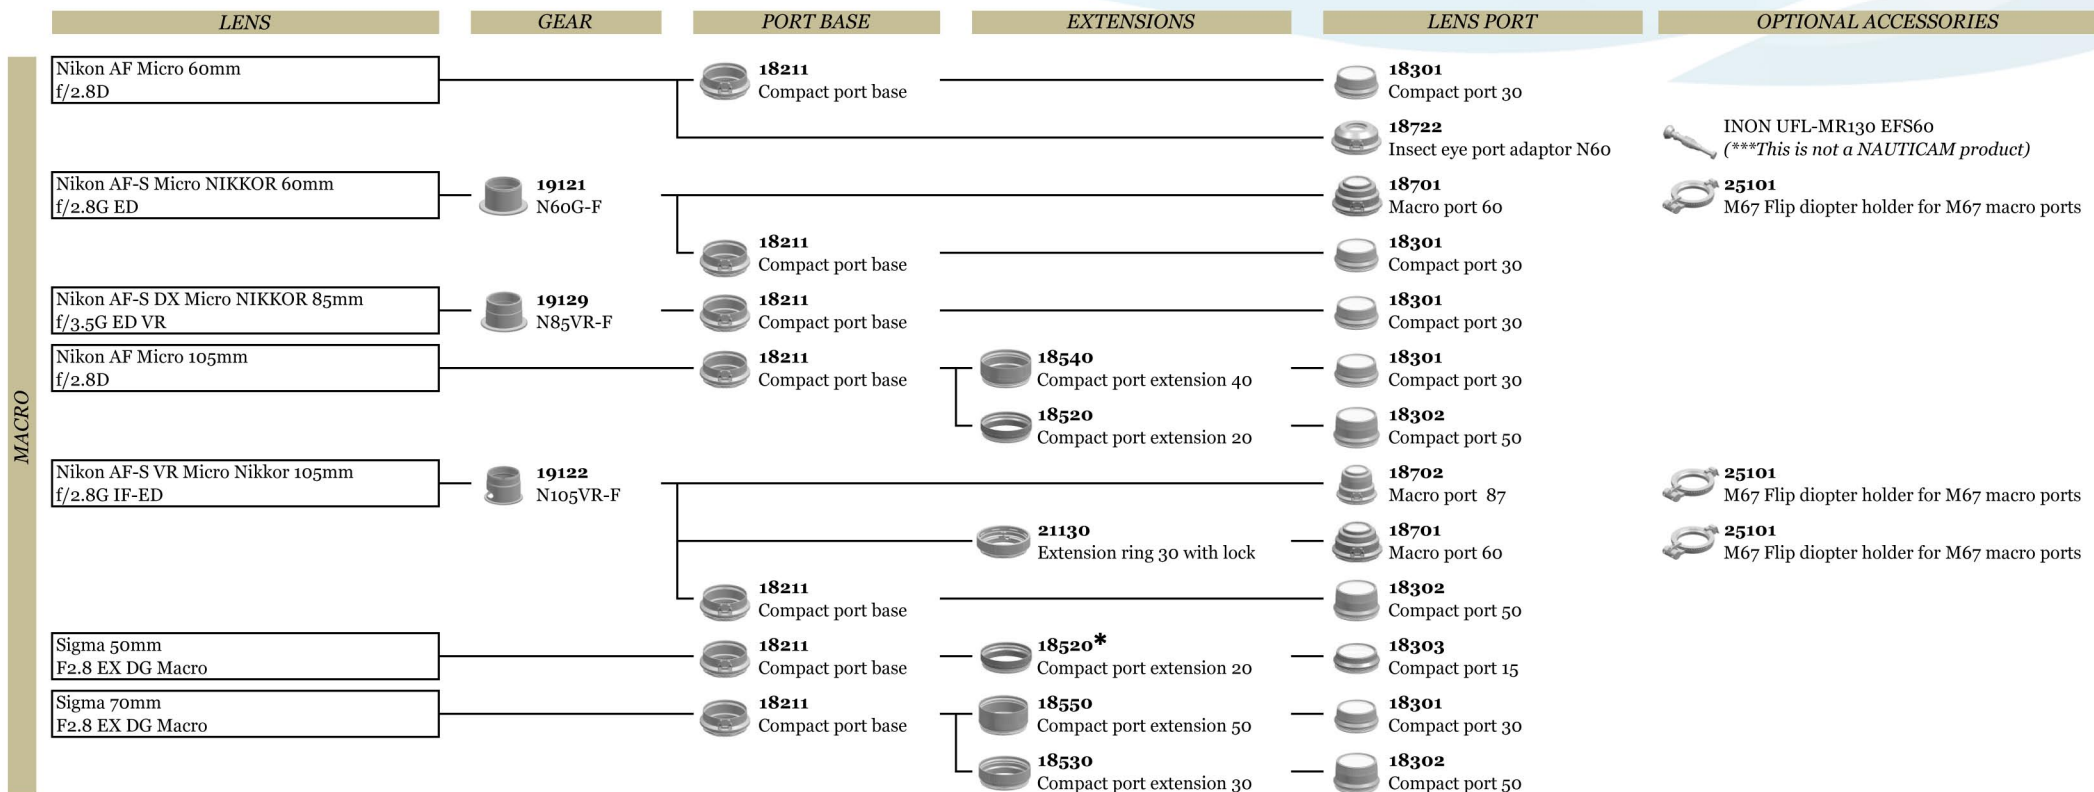 LENS GEAR PORT BASE EXTENSIONS LENS PORT OPTIONAL ACCESSORIES
MACRO
Nikon AF Micro 60mm 18211 18301
f/2.8D Compact port base Compact port 30
18722 INON UFL-MR130 EFS60
Insect eye port adaptor N60 (***This is not a NAUTICAM product)
Nikon AF-S Micro NIKKOR 60mm 19121 18701 25101
f/2.8G ED N60G-F Macro port 60 M67 Flip diopter holder for M67 macro ports
18211 18301
Compact port base Compact port 30
Nikon AF-S DX Micro NIKKOR 85mm 19129 18211 18301
f/3.5G ED VR N85VR-F Compact port base Compact port 30
Nikon AF Micro 105mm 18211 18540 18301
f/2.8D Compact port base Compact port extension 40 Compact port 30
18520 18302
Compact port extension 20 Compact port 50
Nikon AF-S VR Micro Nikkor 105mm 19122 18702 25101
f/2.8G IF-ED N105VR-F Macro port 87 M67 Flip diopter holder for M67 macro ports
21130 18701 25101
Extension ring 30 with lock Macro port 60 M67 Flip diopter holder for M67 macro ports
18211 18302
Compact port base Compact port 50
Sigma 50mm 18211 18520* 18303
F2.8 EX DG Macro Compact port base Compact port extension 20 Compact port 15
Sigma 70mm 18211 18550 18301
F2.8 EX DG Macro Compact port base Compact port extension 50 Compact port 30
18530 18302
Compact port extension 30 Compact port 50